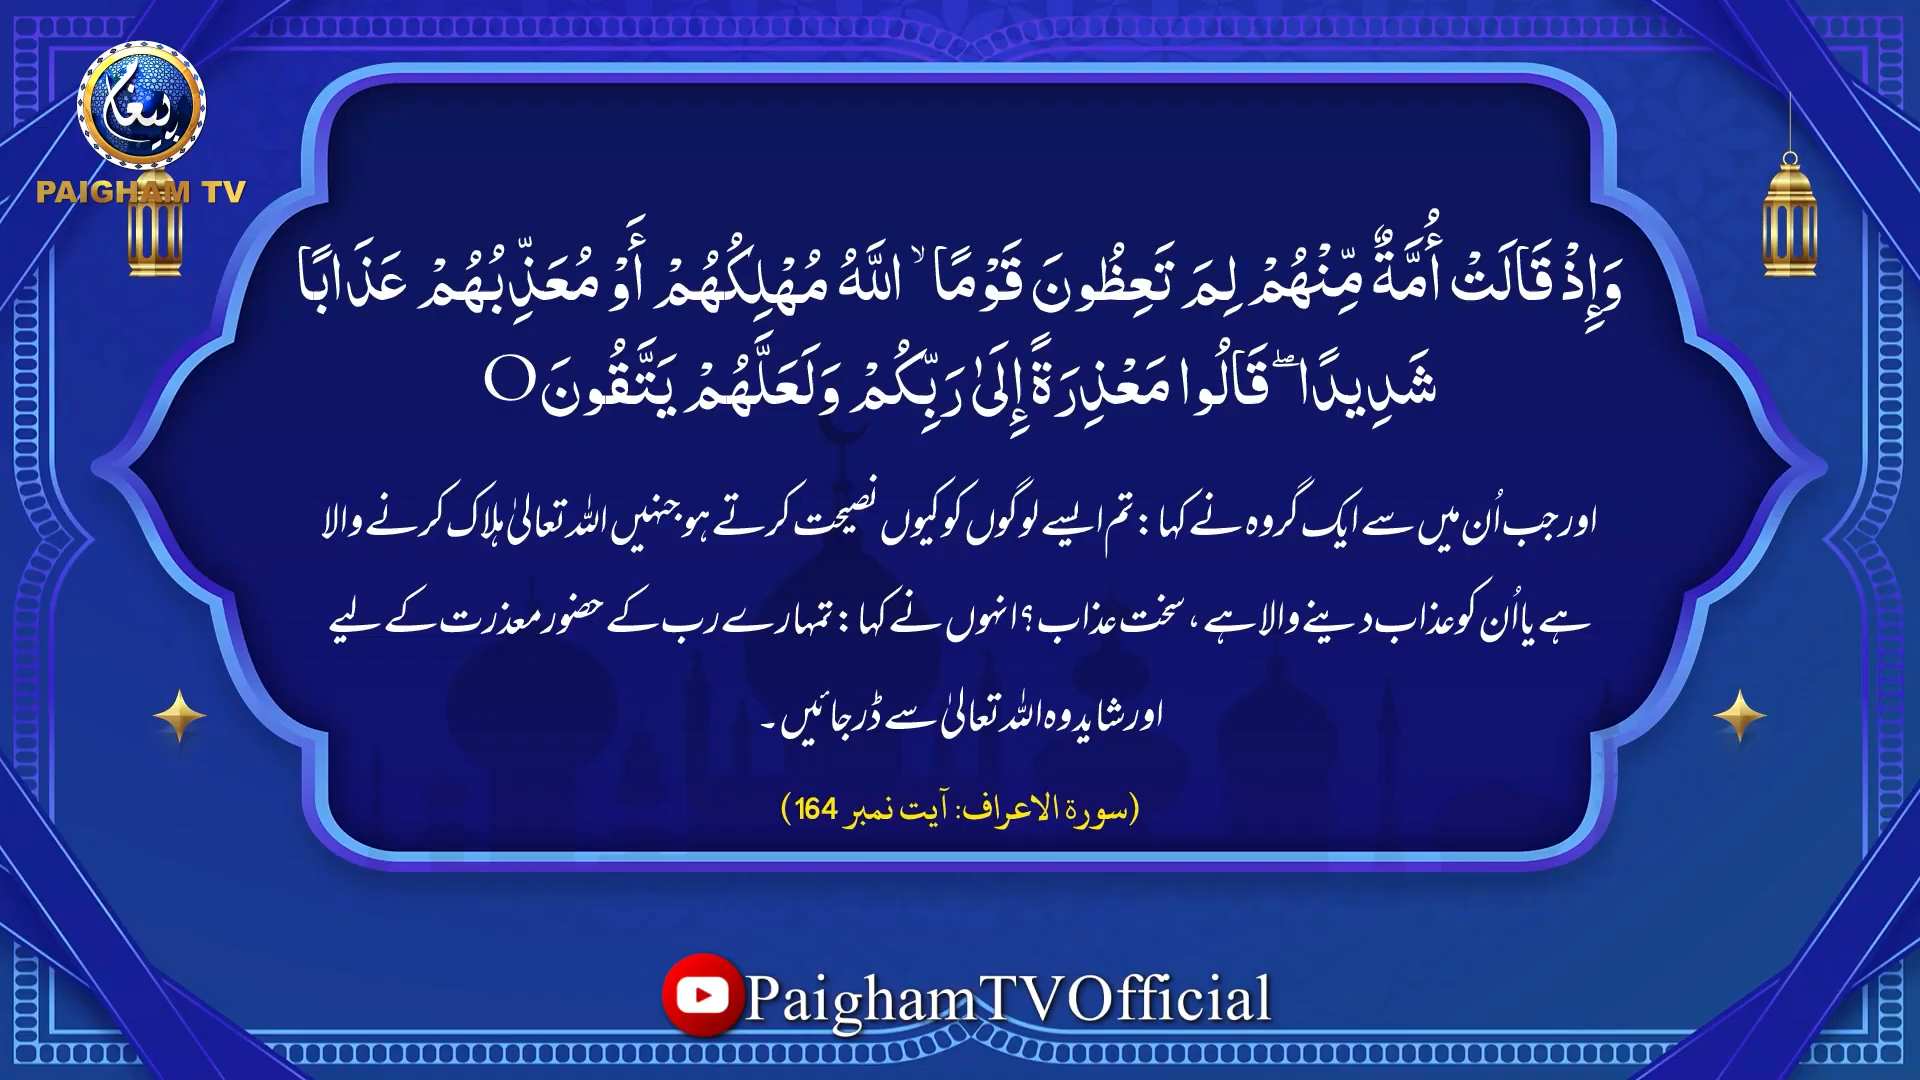 پیغام
PAIGHAM TV
وَإِذْ قَالَتْ أُمَّةٌ مِّنْهُمْ لِمَ تَعِظُونَ قَوْمًا ۙ اللَّهُ مُهْلِكُهُمْ أَوْ مُعَذِّبُهُمْ عَذَابًا
شَدِيدًا ۖ قَالُوا مَعْذِرَةً إِلَىٰ رَبِّكُمْ وَلَعَلَّهُمْ يَتَّقُونَ ○
اور جب اُن میں سے ایک گروہ نے کہا : تم ایسے لوگوں کو کیوں نصیحت کرتے ہو جنہیں اللہ تعالیٰ ہلاک کرنے والا
ہے یا اُن کو عذاب دینے والا ہے ، سخت عذاب ؟ انہوں نے کہا : تمہارے رب کے حضور معذرت کے لیے
اور شاید وہ اللہ تعالیٰ سے ڈر جائیں ۔
(سورۃ الاعراف: آیت نمبر 164)
PaighamTVOfficial